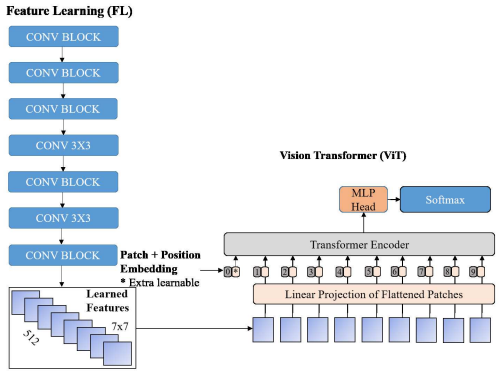 Feature Learning (FL)
CONV BLOCK
CONV BLOCK
CONV BLOCK
CONV 3X3
CONV BLOCK
CONV 3X3
CONV BLOCK
Learned
Features
7x7
512
Vision Transformer (ViT)
MLP
Head
Softmax
Transformer Encoder
Patch + Position
Embedding
* Extra learnable
0 * 1 2 3 4 5 6 7 8 9
Linear Projection of Flattened Patches